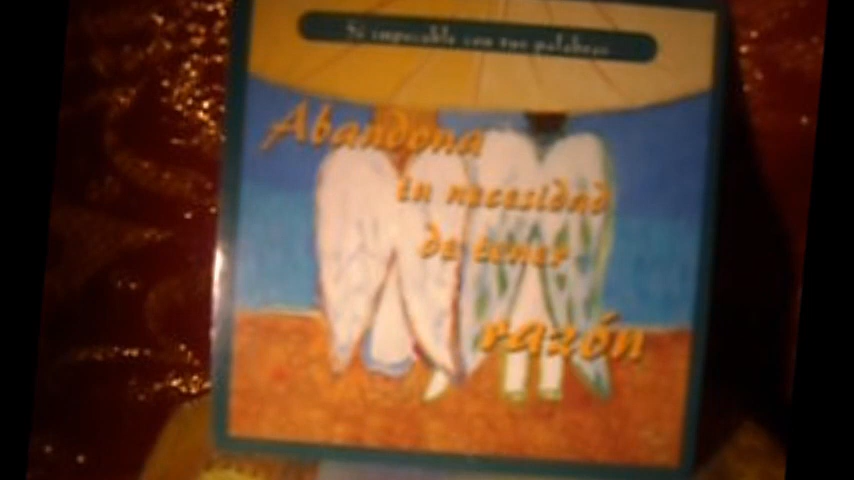 Sé impecable con tus palabras
Abandona
tu necesidad
de tener
razón